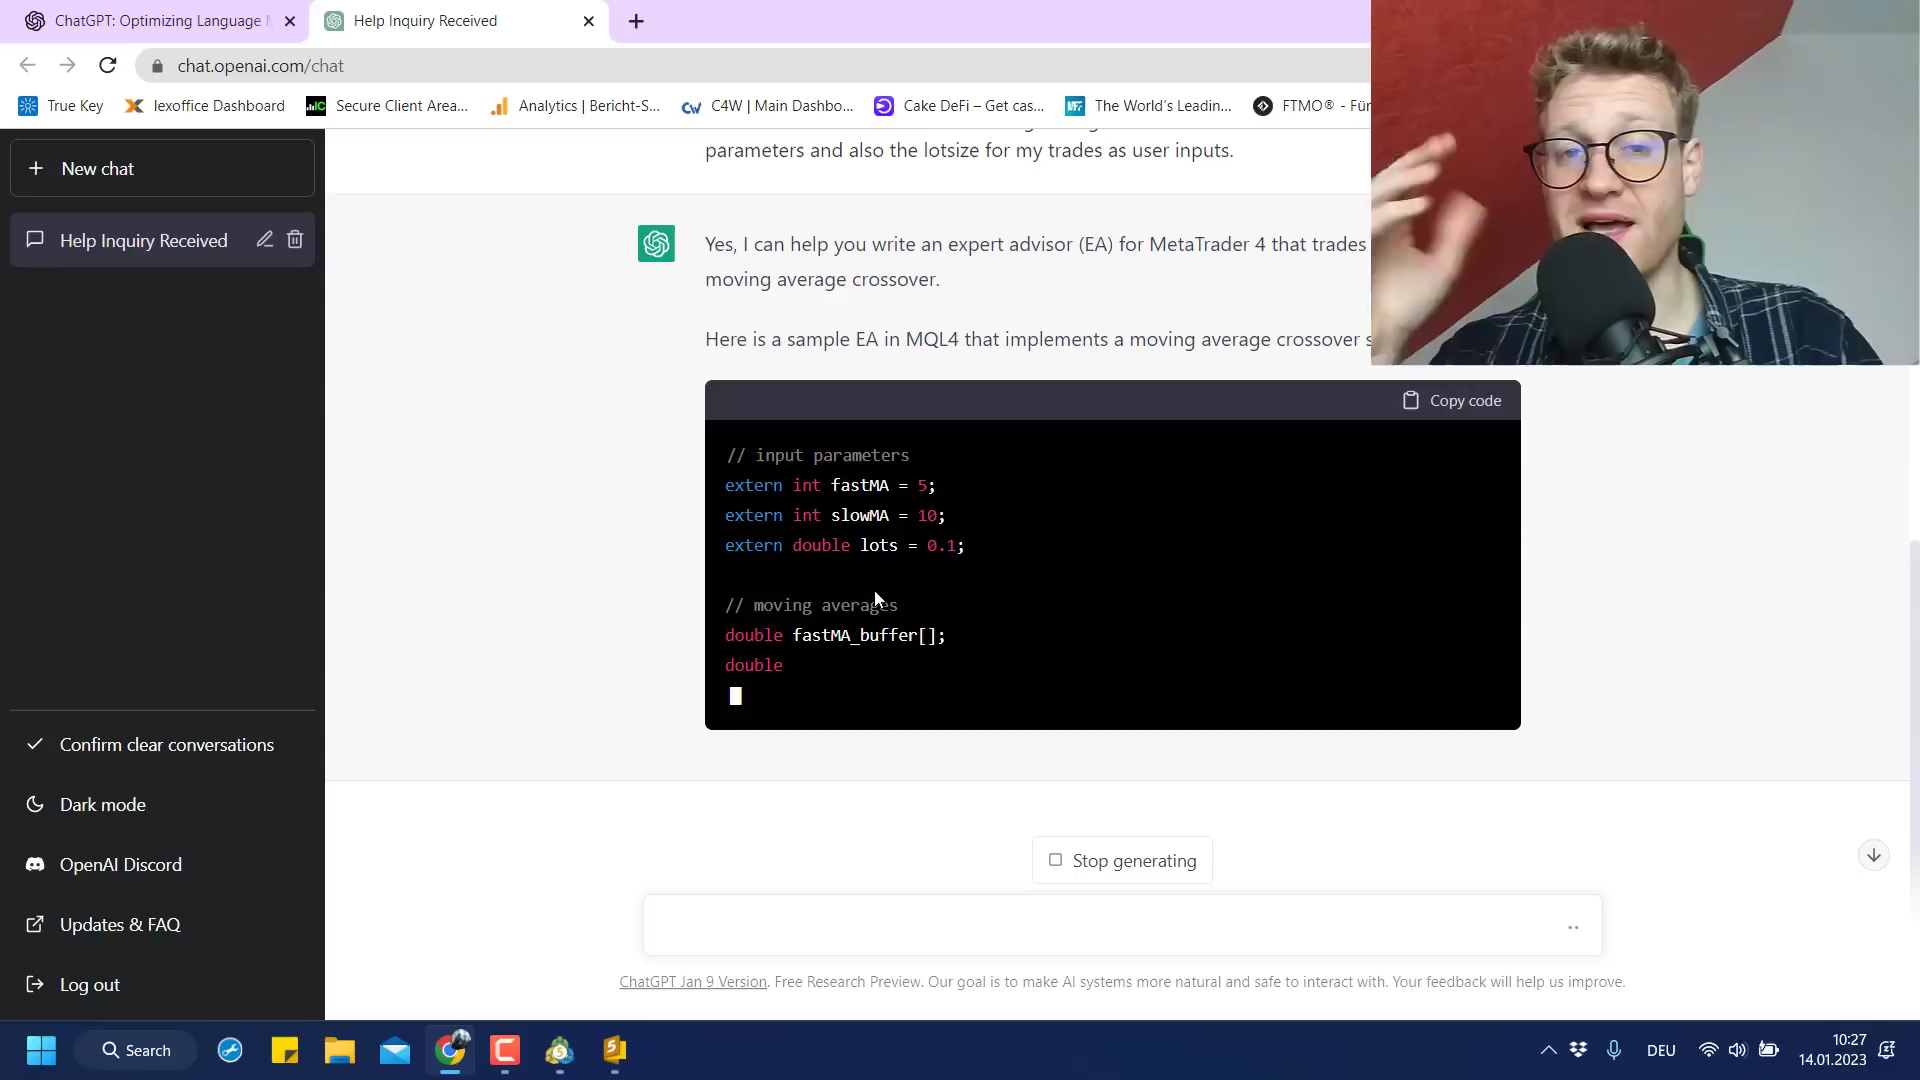 ChatGPT: Optimizing Language
Help Inquiry Received
chat.openai.com/chat
True Key
lexoffice Dashboard
Secure Client Area...
Analytics | Bericht-S...
C4W | Main Dashbo...
Cake DeFi – Get cas...
The World's Leadin...
FTMO® - Für
New chat
Help Inquiry Received
Confirm clear conversations
Dark mode
OpenAI Discord
Updates & FAQ
Log out
parameters and also the lotsize for my trades as user inputs.
Yes, I can help you write an expert advisor (EA) for MetaTrader 4 that trades
moving average crossover.
Here is a sample EA in MQL4 that implements a moving average crossover
Copy code
// input parameters
extern int fastMA = 5;
extern int slowMA = 10;
extern double lots = 0.1;
// moving averages
double fastMA_buffer[];
double
Stop generating
ChatGPT Jan 9 Version. Free Research Preview. Our goal is to make AI systems more natural and safe to interact with. Your feedback will help us improve.
Search
DEU
10:27
14.01.2023